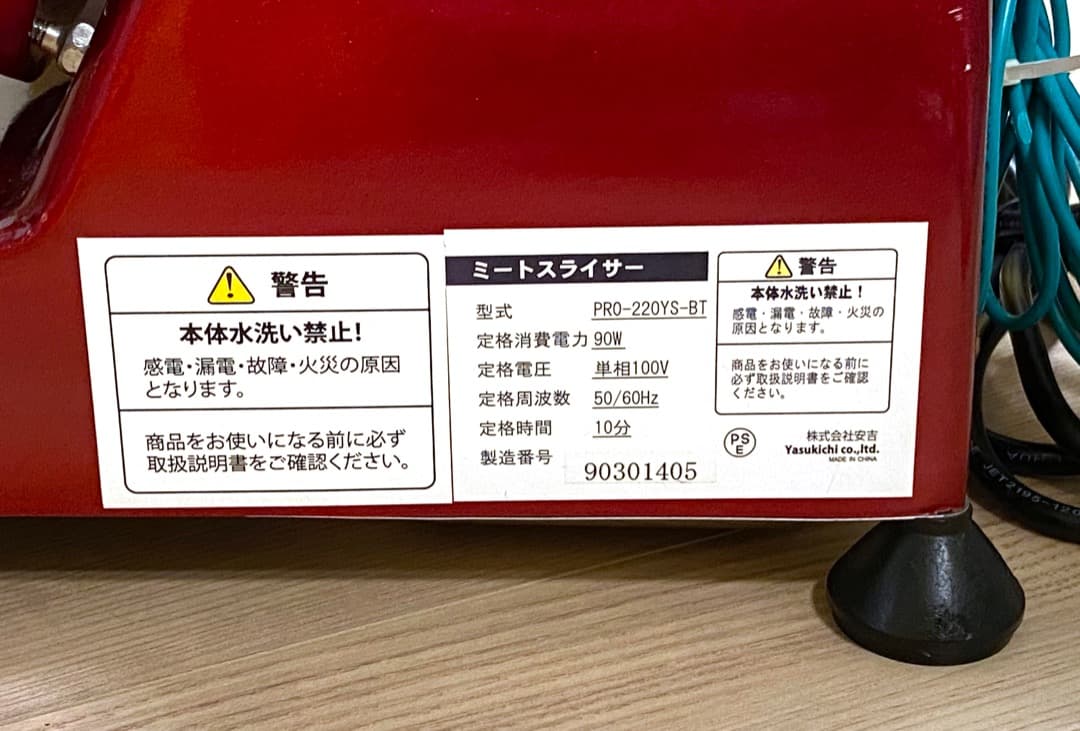 警告
本体水洗い禁止!
感電・漏電・故障・火災の原因
となります。
商品をお使いになる前に必ず
取扱説明書をご確認ください。
ミートスライサー
型式 PRO-220YS-BT
定格消費電力 90W
定格電圧 単相100V
定格周波数 50/60Hz
定格時間 10分
製造番号 90301405
警告
本体水洗い禁止!
感電・漏電・故障・火災の
原因となります。
商品をお使いになる前に
必ず取扱説明書をご確認
ください。
PS
E
株式会社安吉
Yasukichi co.,ltd.
MADE IN CHINA